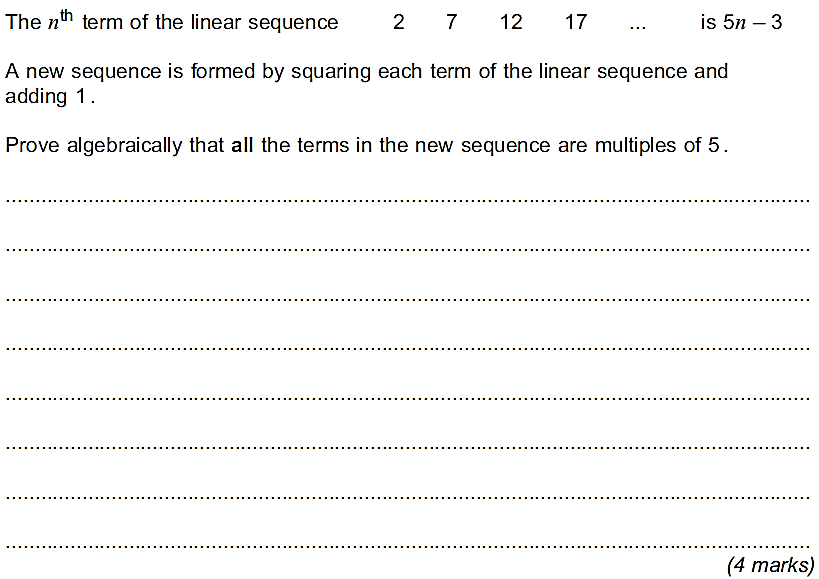 The nth term of the linear sequence 2 7 12 17 ... is 5n – 3
A new sequence is formed by squaring each term of the linear sequence and
adding 1.
Prove algebraically that all the terms in the new sequence are multiples of 5.
(4 marks)